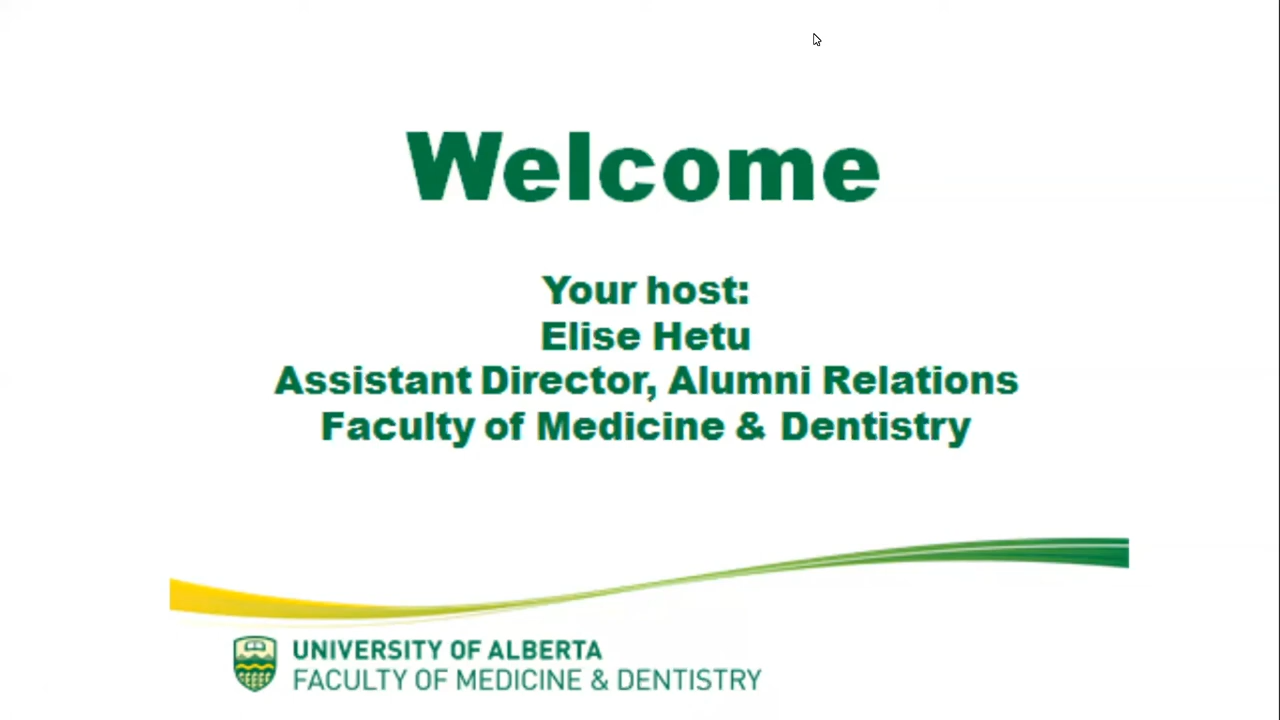 Welcome
Your host:
Elise Hetu
Assistant Director, Alumni Relations
Faculty of Medicine & Dentistry
UNIVERSITY OF ALBERTA
FACULTY OF MEDICINE & DENTISTRY